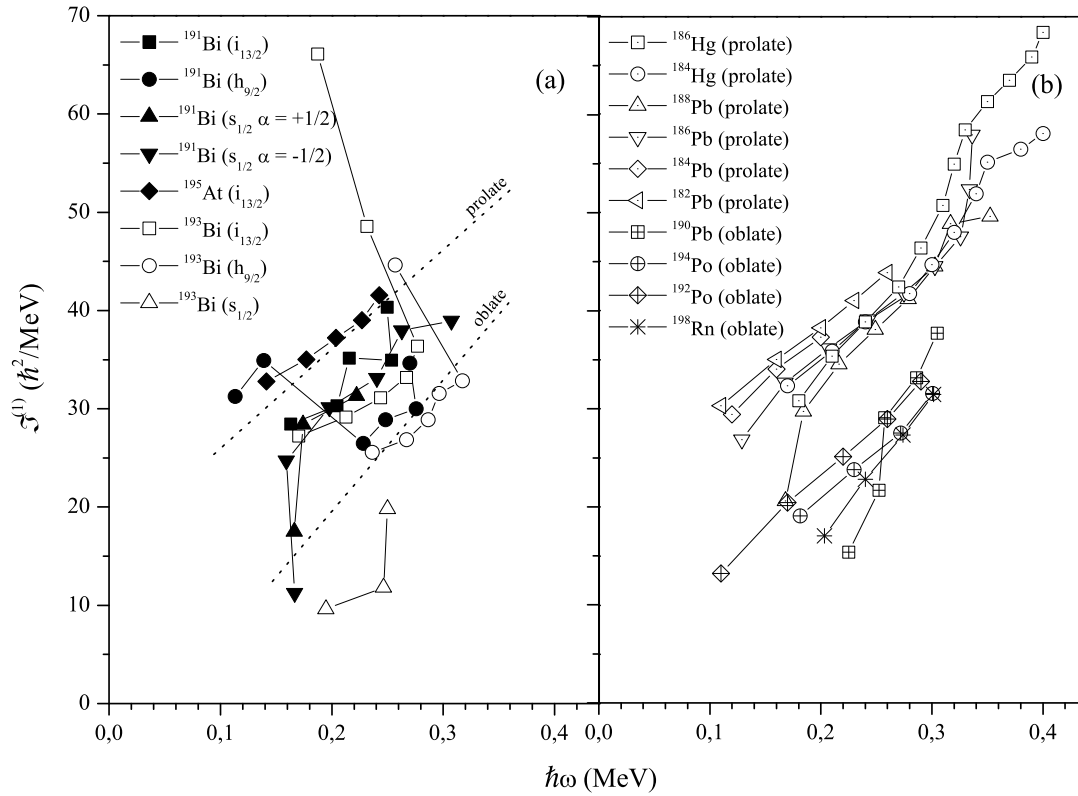 70
60
50
40
30
20
10
0
ℑ⁽¹⁾ (ℏ²/MeV)
¹⁹¹Bi (i₁₃/₂)
¹⁹¹Bi (h₉/₂)
¹⁹¹Bi (s₁/₂ α = +1/2)
¹⁹¹Bi (s₁/₂ α = -1/2)
¹⁹⁵At (i₁₃/₂)
¹⁹³Bi (i₁₃/₂)
¹⁹³Bi (h₉/₂)
¹⁹³Bi (s₁/₂)
(a)
prolate
oblate
¹⁸⁶Hg (prolate)
¹⁸⁴Hg (prolate)
¹⁸⁸Pb (prolate)
¹⁸⁶Pb (prolate)
¹⁸⁴Pb (prolate)
¹⁸²Pb (prolate)
¹⁹⁰Pb (oblate)
¹⁹⁴Po (oblate)
¹⁹²Po (oblate)
¹⁹⁸Rn (oblate)
(b)
0,0 0,1 0,2 0,3 0,4 0,0 0,1 0,2 0,3 0,4
ℏω (MeV)